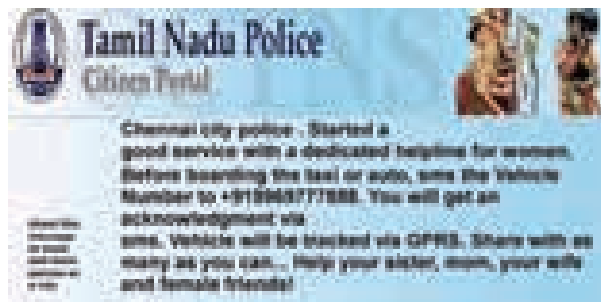 Tamil Nadu Police
Citizen Portal
Chennai city police . Started a
good service with a dedicated helpline for women.
Before boarding the taxi or auto, sms the Vehicle
Number to You will get an
acknowledgment via
sms. Vehicle will be tracked via GPRS. Share with as
many as you can... Help your sister, mom, your wife
and female friends!